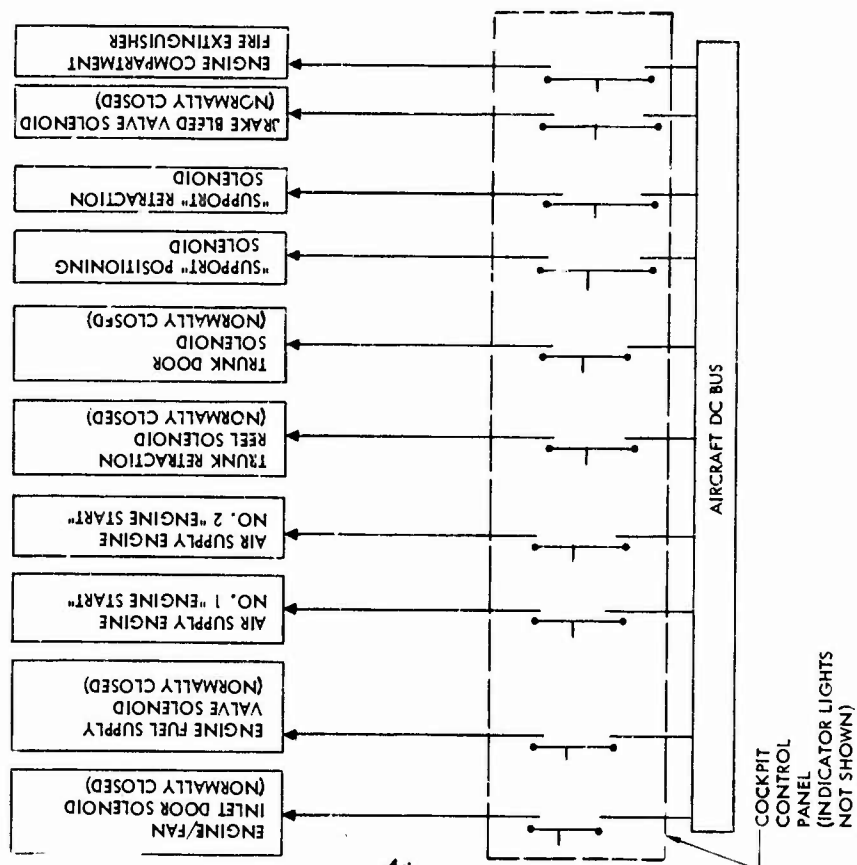 ENGINE COMPARTMENT
FIRE EXTINGUISHER
JRAKE BLEED VALVE SOLENOID
(NORMALLY CLOSED)
"SUPPORT" RETRACTION
SOLENOID
"SUPPORT" POSITIONING
SOLENOID
TRUNK DOOR
SOLENOID
(NORMALLY CLOSFD)
TRUNK RETRACTION
REEL SOLENOID
(NORMALLY CLOSED)
AIR SUPPLY ENGINE
NO. 2 "ENGINE START"
AIR SUPPLY ENGINE
NO. 1 "ENGINE START"
ENGINE FUEL SUPPLY
VALVE SOLENOID
(NORMALLY CLOSED)
ENGINE/FAN
INLET DOOR SOLENOID
(NORMALLY CLOSED)
AIRCRAFT DC BUS
COCKPIT
CONTROL
PANEL
(INDICATOR LIGHTS
NOT SHOWN)